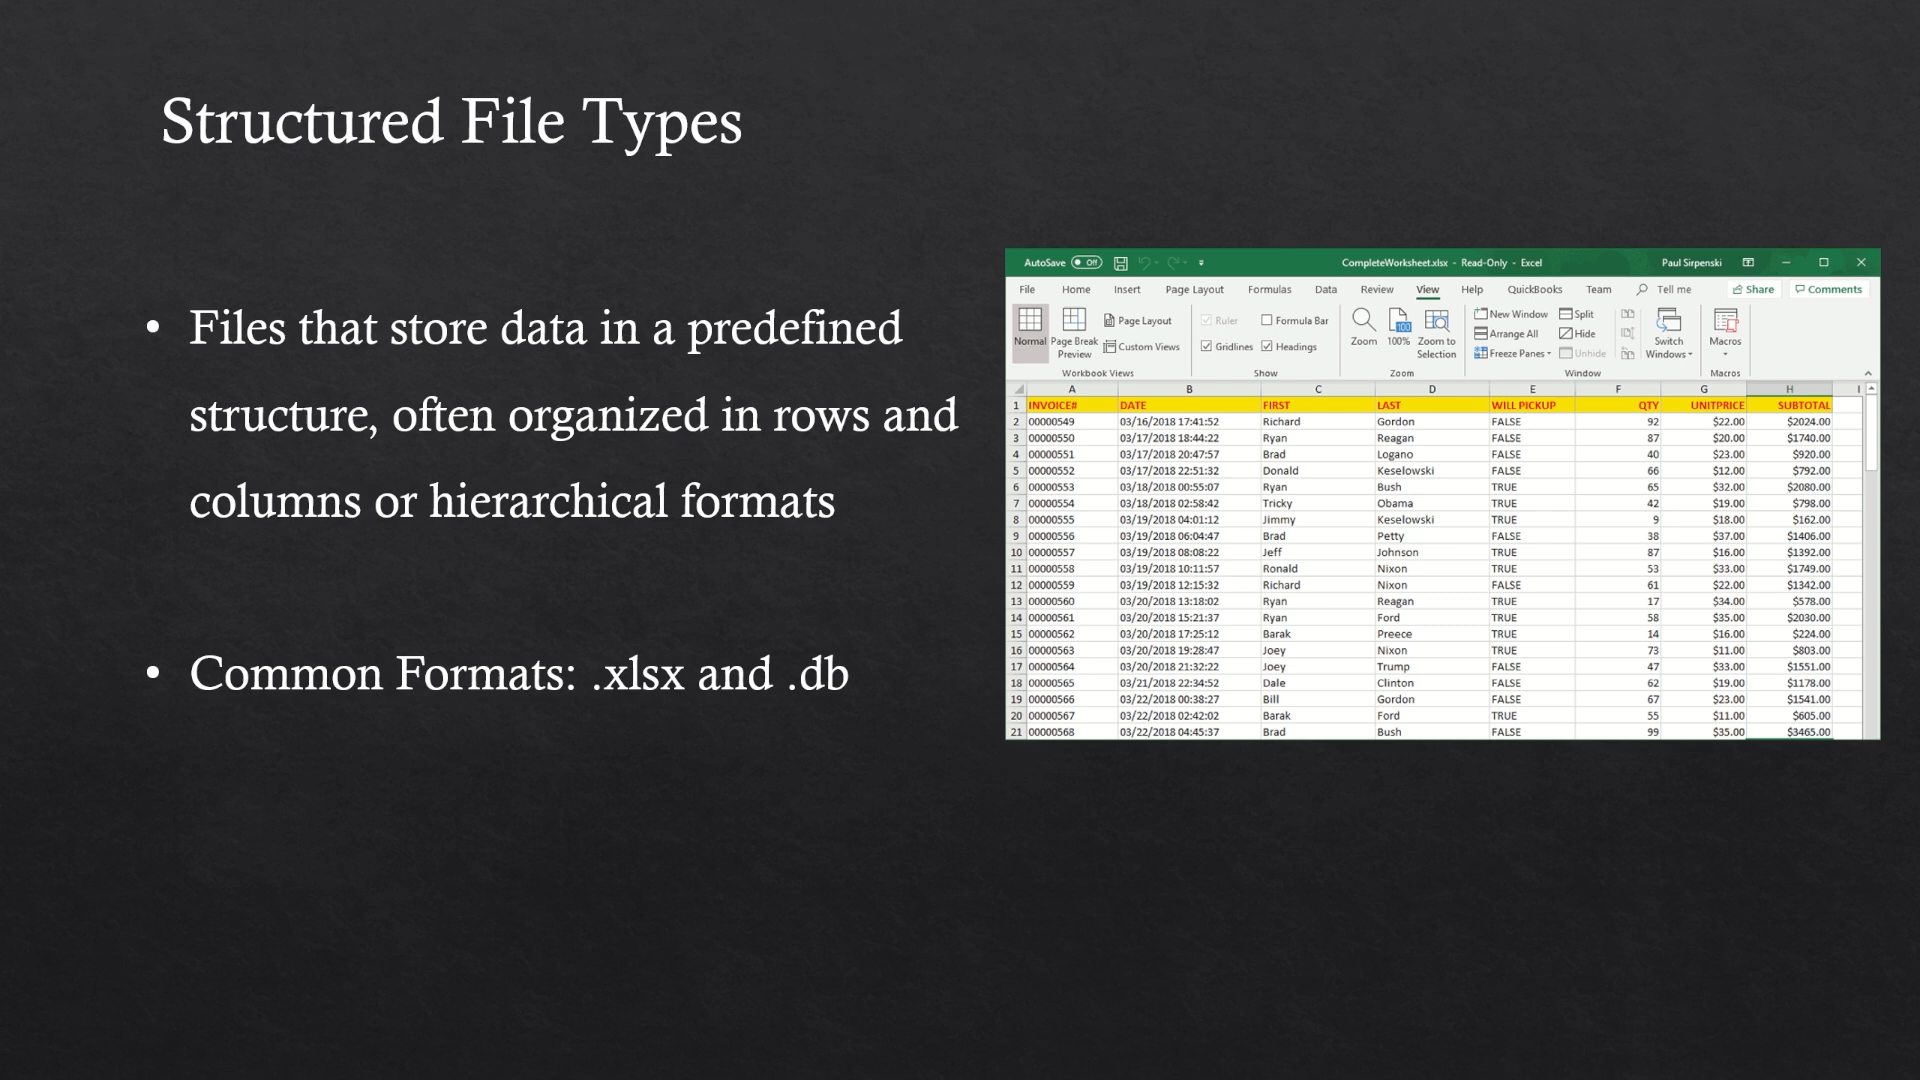 Structured File Types
• Files that store data in a predefined
structure, often organized in rows and
columns or hierarchical formats
• Common Formats: .xlsx and .db
AutoSave Off CompleteWorksheet.xlsx - Read-Only - Excel Paul Sirpenski
File Home Insert Page Layout Formulas Data Review View Help QuickBooks Team Tell me Share Comments
Normal Page Break Preview Page Layout Custom Views
Workbook Views
Ruler Formula Bar
Gridlines Headings
Show
Zoom 100% Zoom to Selection
Zoom
New Window Split
Arrange All Hide
Freeze Panes Unhide
Switch Windows
Window
Macros
Macros
A B C D E F G H I
1 INVOICE# DATE FIRST LAST WILL PICKUP QTY UNITPRICE SUBTOTAL
2 00000549 03/16/2018 17:41:52 Richard Gordon FALSE 92 $22.00 $2024.00
3 00000550 03/17/2018 18:44:22 Ryan Reagan FALSE 87 $20.00 $1740.00
4 00000551 03/17/2018 20:47:57 Brad Logano FALSE 40 $23.00 $920.00
5 00000552 03/17/2018 22:51:32 Donald Keselowski FALSE 66 $12.00 $792.00
6 00000553 03/18/2018 00:55:07 Ryan Bush TRUE 65 $32.00 $2080.00
7 00000554 03/18/2018 02:58:42 Tricky Obama TRUE 42 $19.00 $798.00
8 00000555 03/19/2018 04:01:12 Jimmy Keselowski TRUE 9 $18.00 $162.00
9 00000556 03/19/2018 06:04:47 Brad Petty FALSE 38 $37.00 $1406.00
10 00000557 03/19/2018 08:08:22 Jeff Johnson TRUE 87 $16.00 $1392.00
11 00000558 03/19/2018 10:11:57 Ronald Nixon TRUE 53 $33.00 $1749.00
12 00000559 03/19/2018 12:15:32 Richard Nixon FALSE 61 $22.00 $1342.00
13 00000560 03/20/2018 13:18:02 Ryan Reagan TRUE 17 $34.00 $578.00
14 00000561 03/20/2018 15:21:37 Ryan Ford TRUE 58 $35.00 $2030.00
15 00000562 03/20/2018 17:25:12 Barak Preece TRUE 14 $16.00 $224.00
16 00000563 03/20/2018 19:28:47 Joey Nixon TRUE 73 $11.00 $803.00
17 00000564 03/20/2018 21:32:22 Joey Trump FALSE 47 $33.00 $1551.00
18 00000565 03/21/2018 22:34:52 Dale Clinton FALSE 62 $19.00 $1178.00
19 00000566 03/22/2018 00:38:27 Bill Gordon FALSE 67 $23.00 $1541.00
20 00000567 03/22/2018 02:42:02 Barak Ford TRUE 55 $11.00 $605.00
21 00000568 03/22/2018 04:45:37 Brad Bush FALSE 99 $35.00 $3465.00